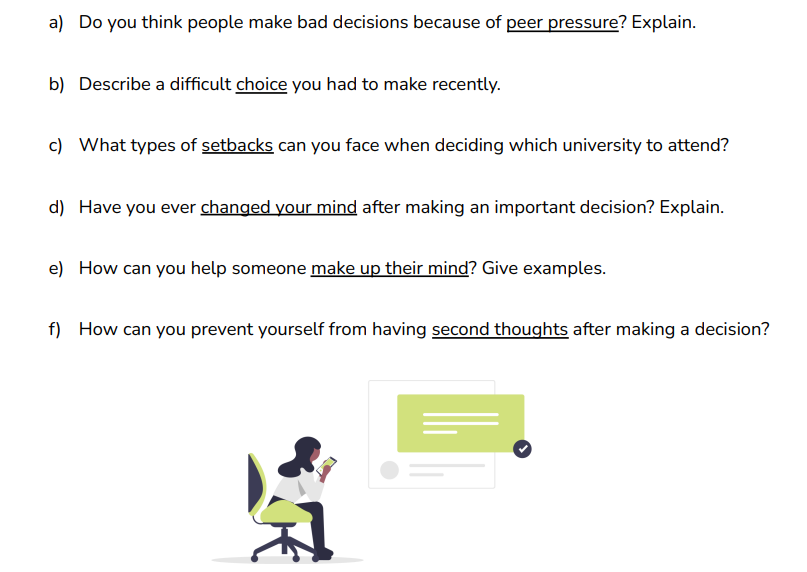 a) Do you think people make bad decisions because of peer pressure? Explain.
b) Describe a difficult choice you had to make recently.
c) What types of setbacks can you face when deciding which university to attend?
d) Have you ever changed your mind after making an important decision? Explain.
e) How can you help someone make up their mind? Give examples.
f) How can you prevent yourself from having second thoughts after making a decision?